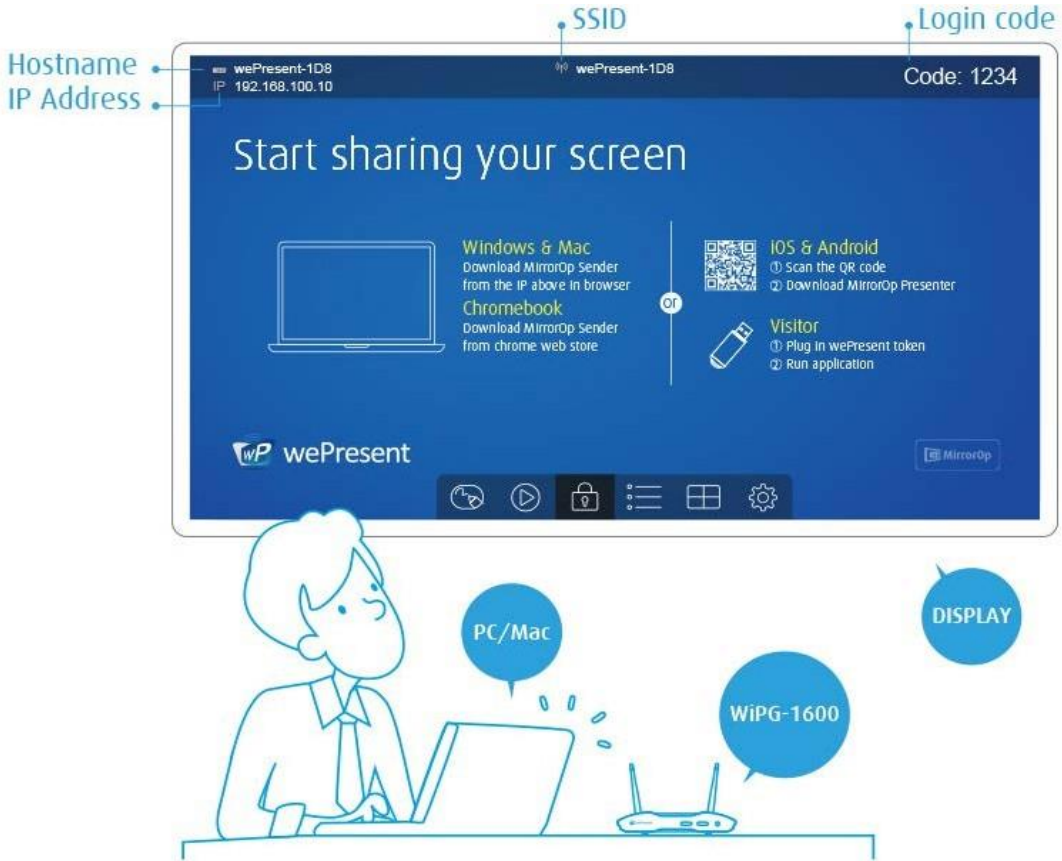 SSID
Login code
Hostname
IP Address
wePresent-1D8
IP 192.168.100.10
wePresent-1D8
Code: 1234
Start sharing your screen
Windows & Mac
Download MirrorOp Sender
from the IP above in browser
Chromebook
Download MirrorOp Sender
from chrome web store
or
iOS & Android
① Scan the QR code
② Download MirrorOp Presenter
Visitor
① Plug in wePresent token
② Run application
wP wePresent
MirrorOp
DISPLAY
PC/Mac
WiPG-1600